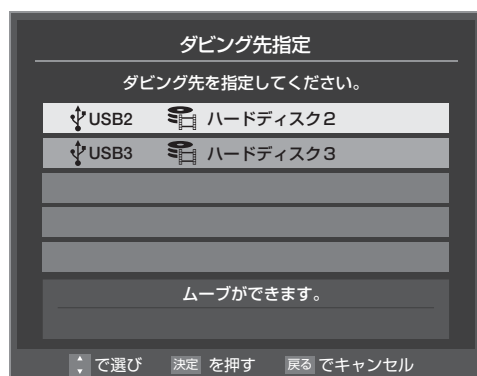 ダビング先指定
ダビング先を指定してください。
USB2 ハードディスク2
USB3 ハードディスク3
ムーブができます。
で選び 決定 を押す 戻る でキャンセル